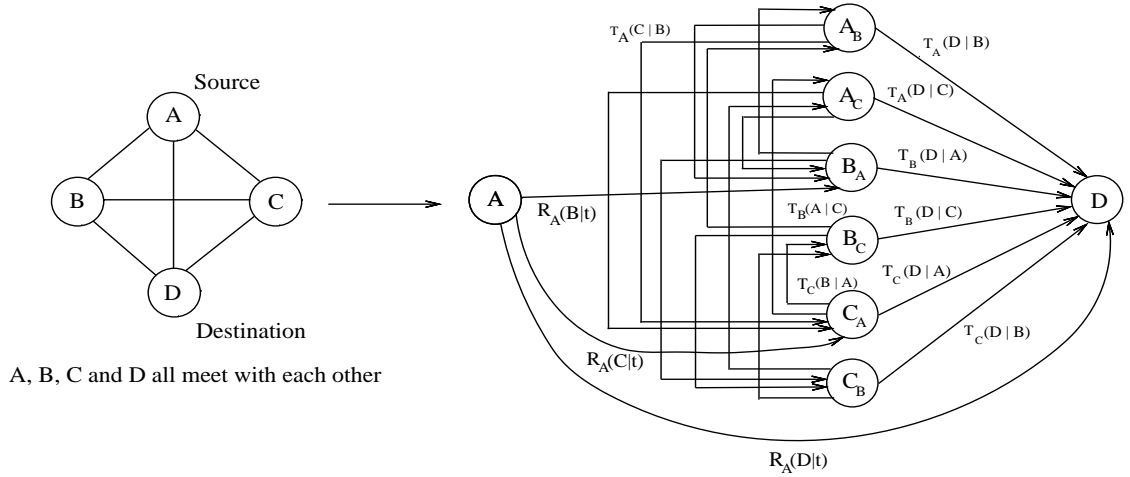 Source
A
B
C
D
Destination
A, B, C and D all meet with each other
A
R_A(B|t)
R_A(C|t)
R_A(D|t)
T_A(C | B)
A_B
T_A(D | B)
A_C
T_A(D | C)
B_A
T_B(D | A)
T_B(A | C)
B_C
T_B(D | C)
T_C(B | A)
C_A
T_C(D | A)
C_B
T_C(D | B)
D